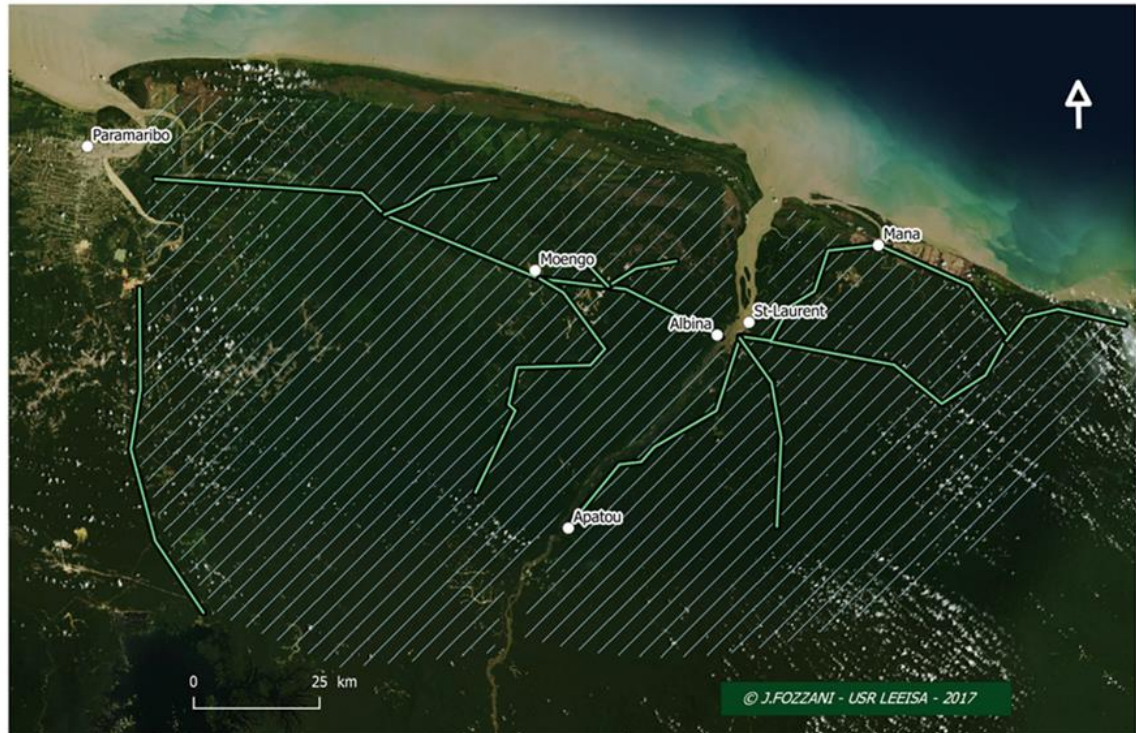 Paramaribo
Mana
Moengo
St-Laurent
Albina
Apatou
0 25 km
© J.FOZZANI - USR LEEISA - 2017